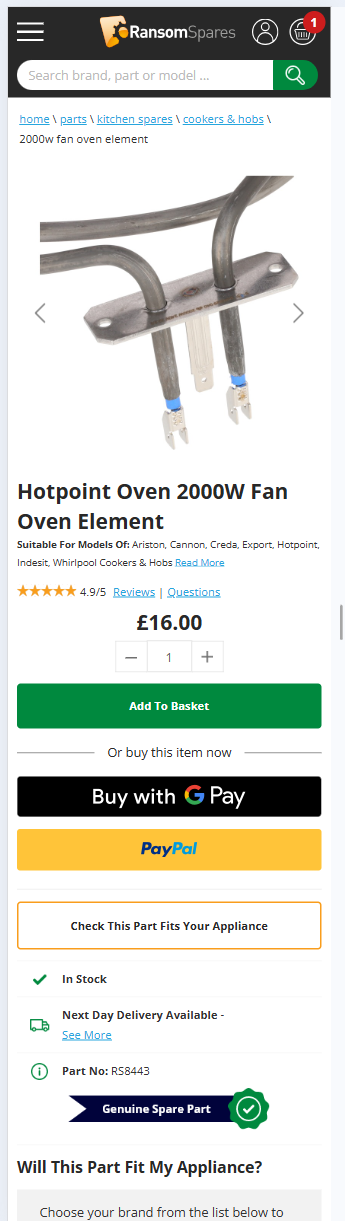 RansomSpares
1
Search brand, part or model ...
home \ parts \ kitchen spares \ cookers & hobs \
2000w fan oven element
Hotpoint Oven 2000W Fan
Oven Element
Suitable For Models Of: Ariston, Cannon, Creda, Export, Hotpoint,
Indesit, Whirlpool Cookers & Hobs Read More
4.9/5 Reviews | Questions
£16.00
— 1 +
Add To Basket
Or buy this item now
Buy with G Pay
PayPal
Check This Part Fits Your Appliance
In Stock
Next Day Delivery Available -
See More
Part No: RS8443
Genuine Spare Part
Will This Part Fit My Appliance?
Choose your brand from the list below to